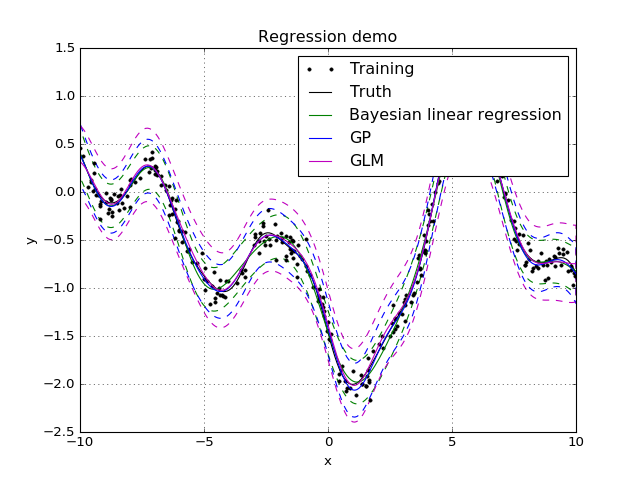 Regression demo
1.5
1.0
0.5
0.0
−0.5
−1.0
−1.5
−2.0
−2.5
y
Training
Truth
Bayesian linear regression
GP
GLM
−10
−5
0
5
10
x